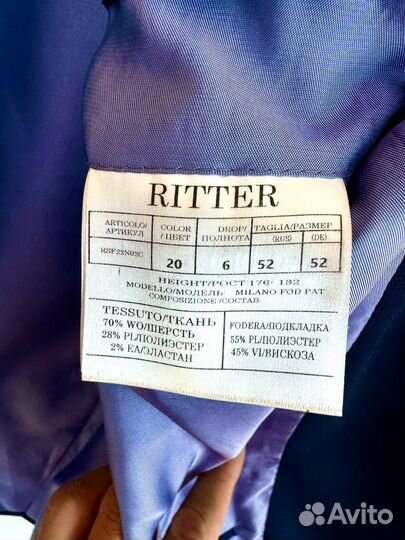 RITTER
ARTICOLO/ COLOR DROP/ TAGLIA/РАЗМЕР
АРТИКУЛ /ЦВЕТ ПОЛНОТА (RUS) (DE)
RSF22N02C 20 6 52 52
HEIGHT/РОСТ 176-182
MODELLO/МОДЕЛЬ: MILANO FOD PAT
COMPOSIZIONE/СОСТАВ:
TESSUTO/ТКАНЬ
70% WO/ШЕРСТЬ
28% PL/ПОЛИЭСТЕР
2% EA/ЭЛАСТАН
FODERA/ПОДКЛАДКА
55% PL/ПОЛИЭСТЕР
45% VI/ВИСКОЗА
Avito